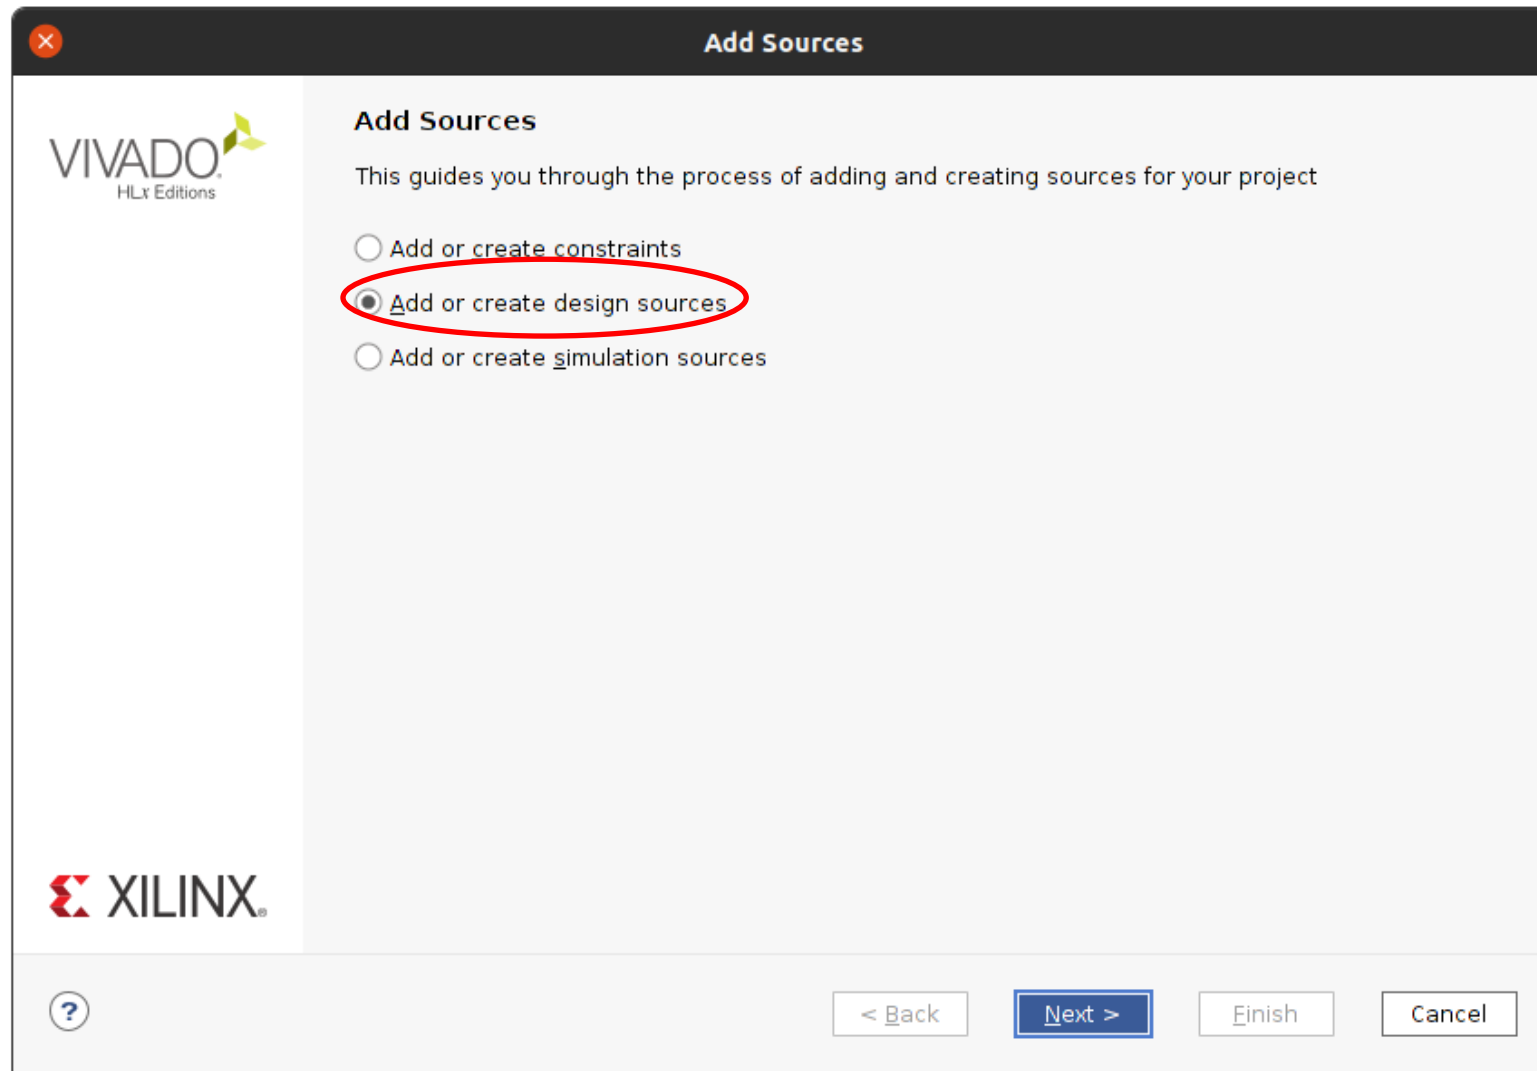 Add Sources
VIVADO.
HLx Editions
Add Sources
This guides you through the process of adding and creating sources for your project
Add or create constraints
Add or create design sources
Add or create simulation sources
XILINX®
?
< Back
Next >
Finish
Cancel